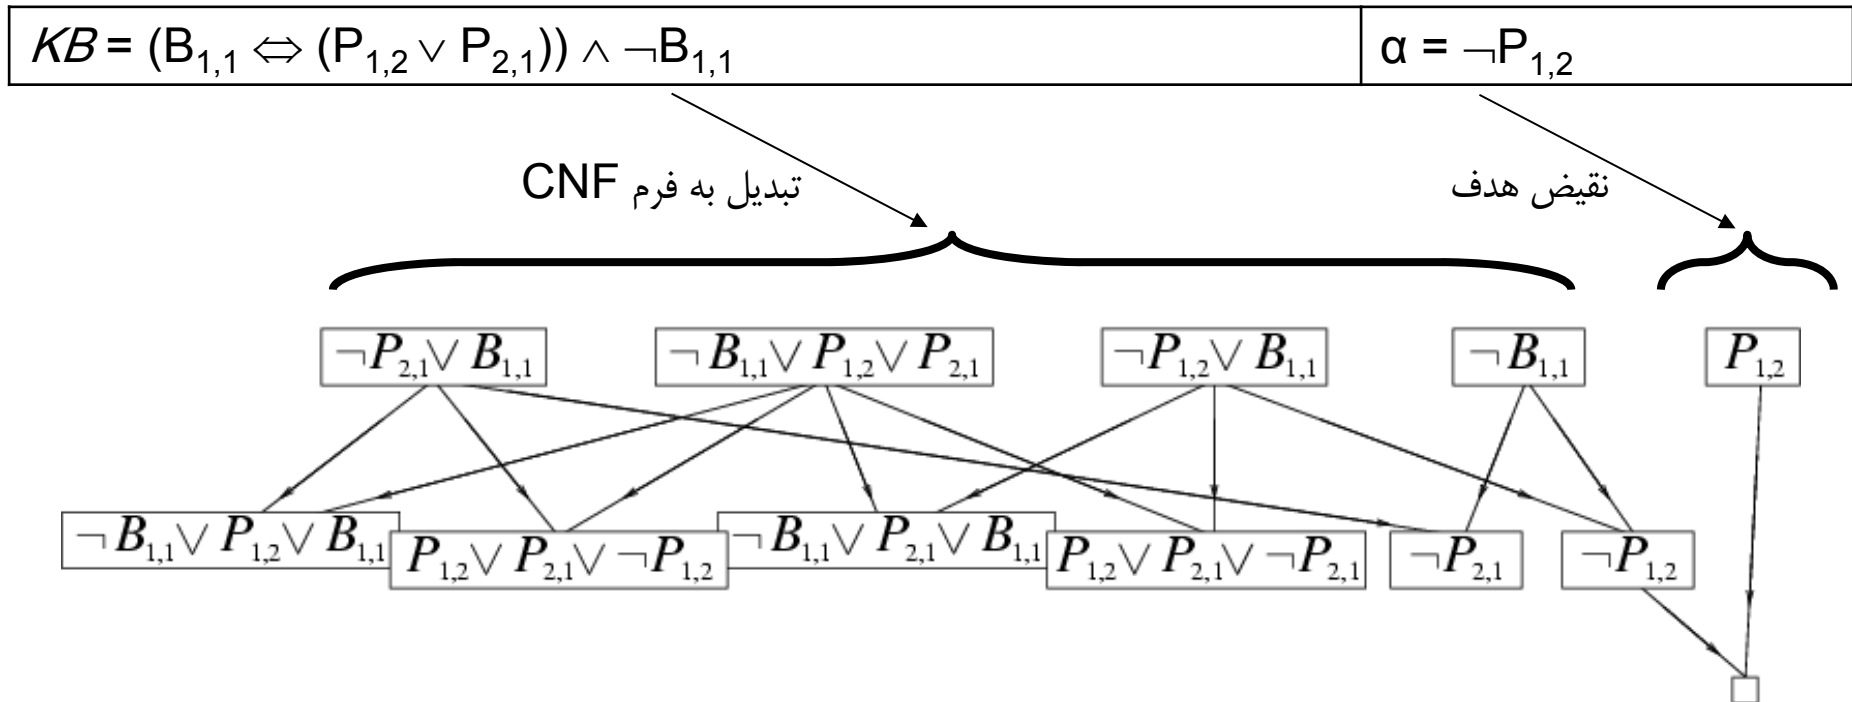 KB = (B1,1 ⇔ (P1,2 ∨ P2,1)) ∧ ¬B1,1
α = ¬P1,2
تبدیل به فرم CNF
نقیض هدف
¬P2,1 ∨ B1,1
¬B1,1 ∨ P1,2 ∨ P2,1
¬P1,2 ∨ B1,1
¬B1,1
P1,2
¬B1,1 ∨ P1,2 ∨ B1,1
P1,2 ∨ P2,1 ∨ ¬P1,2
¬B1,1 ∨ P2,1 ∨ B1,1
P1,2 ∨ P2,1 ∨ ¬P2,1
¬P2,1
¬P1,2